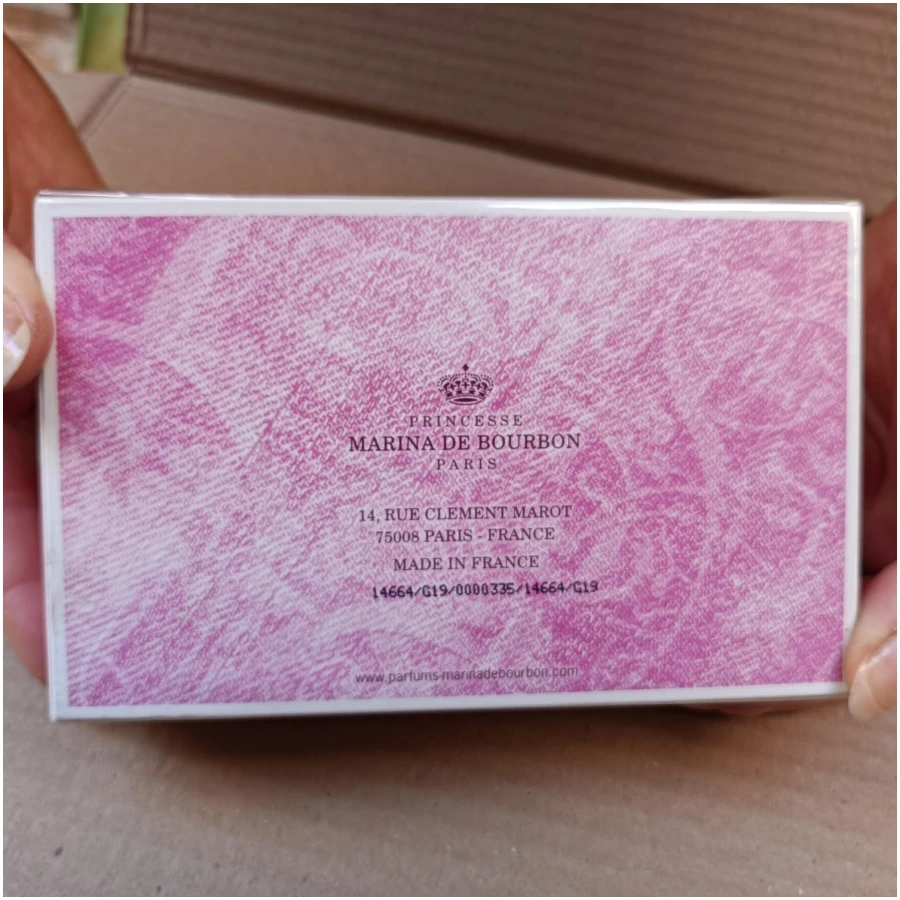 PRINCESSE
MARINA DE BOURBON
PARIS
14, RUE CLEMENT MAROT
75008 PARIS - FRANCE
MADE IN FRANCE
14664/G19/0000335/14664/G19
www.parfums-marinadebourbon.com